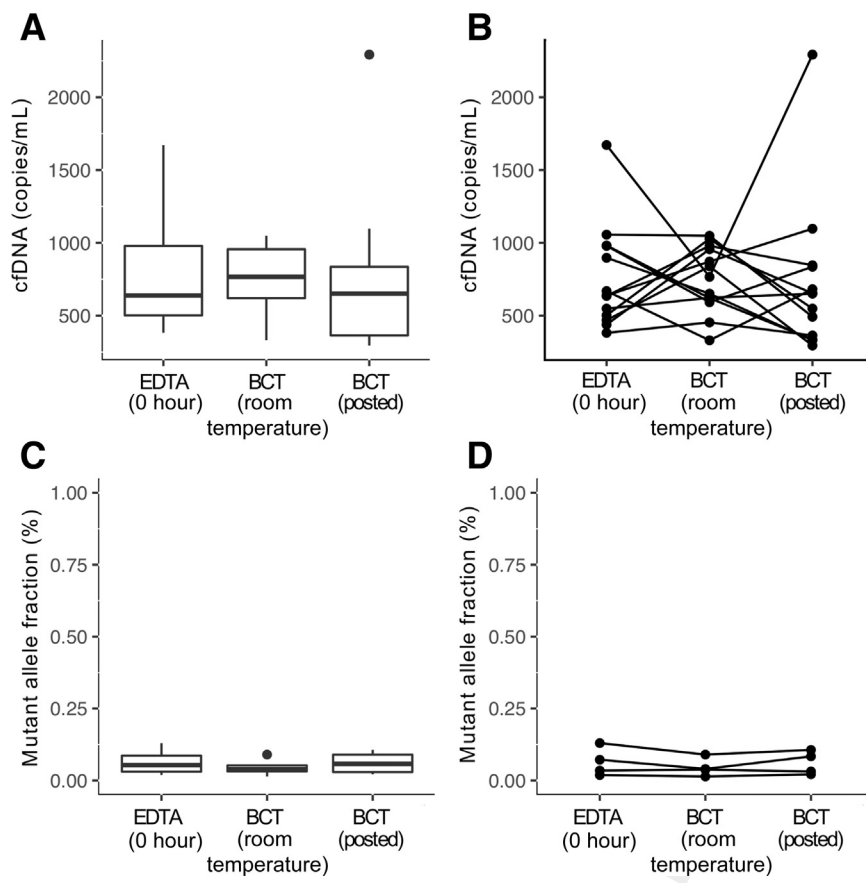 A
cfDNA (copies/mL)
2000
1500
1000
500
EDTA
(0 hour)
BCT
(room
temperature)
BCT
(posted)
B
cfDNA (copies/mL)
2000
1500
1000
500
EDTA
(0 hour)
BCT
(room
temperature)
BCT
(posted)
C
Mutant allele fraction (%)
1.00
0.75
0.50
0.25
0.00
EDTA
(0 hour)
BCT
(room
temperature)
BCT
(posted)
D
Mutant allele fraction (%)
1.00
0.75
0.50
0.25
0.00
EDTA
(0 hour)
BCT
(room
temperature)
BCT
(posted)